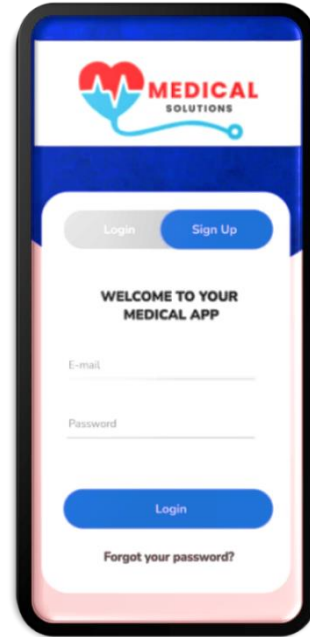 MEDICAL
SOLUTIONS
Login Sign Up
WELCOME TO YOUR
MEDICAL APP
E-mail
Password
Login
Forgot your password?